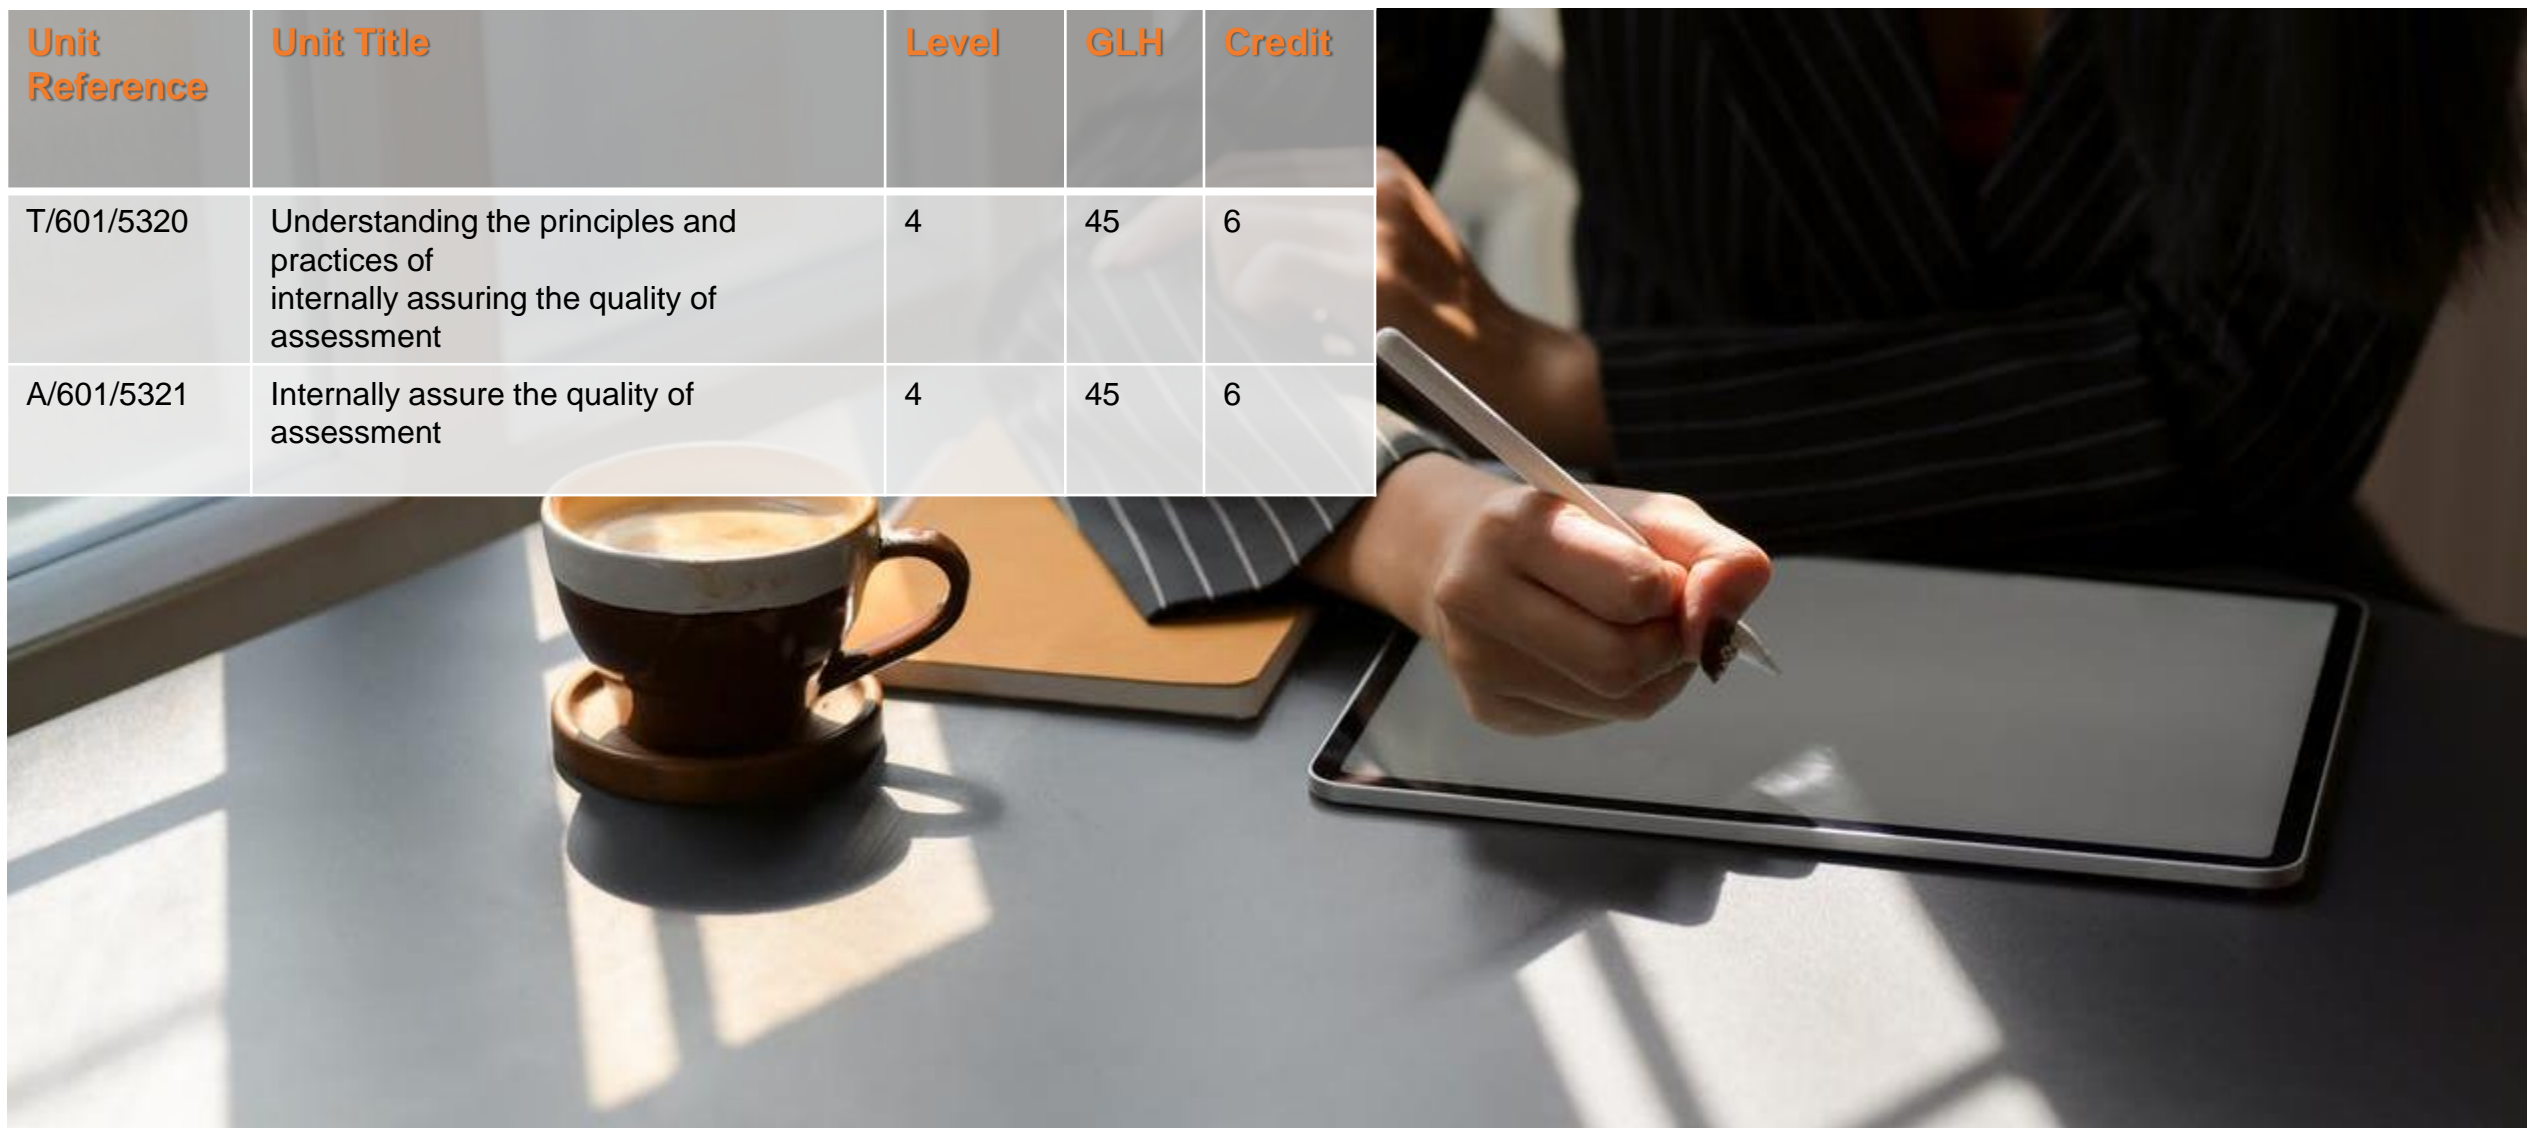 Unit Reference Unit Title Level GLH Credit
T/601/5320 Understanding the principles and 4 45 6
practices of
internally assuring the quality of
assessment
A/601/5321 Internally assure the quality of 4 45 6
assessment